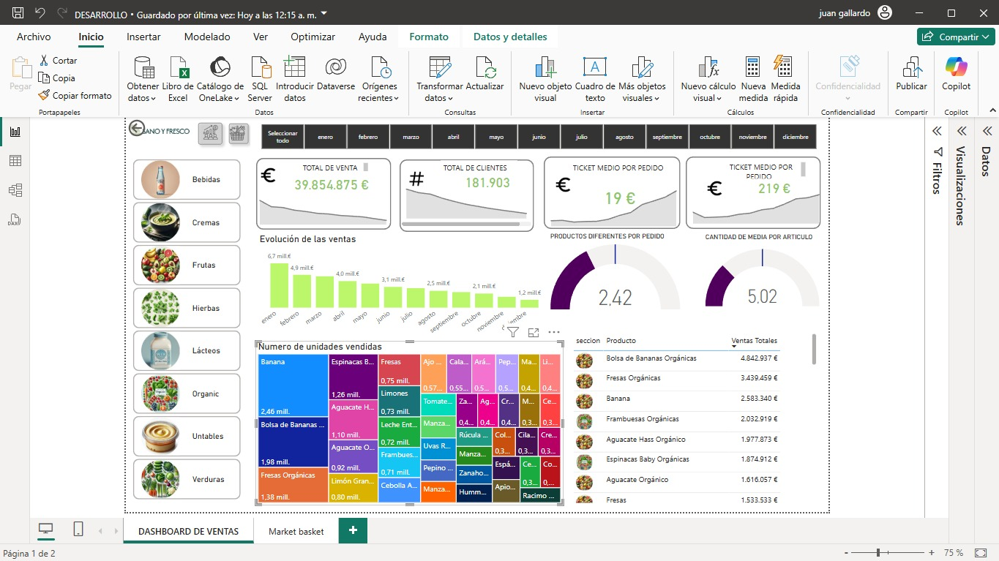 DESARROLLO • Guardado por última vez: Hoy a las 12:15 a. m.
juan gallardo
Archivo
Inicio
Insertar
Modelado
Ver
Optimizar
Ayuda
Formato
Datos y detalles
Compartir
Pegar
Cortar
Copia
Copiar formato
Portapapeles
Obtener datos
Libro de Excel
Catálogo de OneLake
SQL Server
Introducir datos
Dataverse
Orígenes recientes
Datos
Transformar datos
Actualizar
Consultas
Nuevo objeto visual
Cuadro de texto
Más objetos visuales
Insertar
Nuevo cálculo visual
Nueva medida
Medida rápida
Cálculos
Confidencialidad
Confidencialidad
Publicar
Compartir
Copilot
Copilot
SANO Y FRESCO
Seleccionar todo
enero
febrero
marzo
abril
mayo
junio
julio
agosto
septiembre
octubre
noviembre
diciembre
Bebidas
Cremas
Frutas
Hierbas
Lácteos
Organic
Untables
Verduras
€
TOTAL DE VENTA
39.854.875 €
#
TOTAL DE CLIENTES
181.903
TICKET MEDIO POR PEDIDO
€
19 €
TICKET MEDIO POR PEDIDO
€
219 €
Evolución de las ventas
6,7 mill.€
4,9 mill.€
4,0 mill.€
3,1 mill.€
2,5 mill.€
2,1 mill.€
1,2 mill.€
enero
febrero
marzo
abril
mayo
junio
julio
agosto
septiembre
octubre
noviembre
PRODUCTOS DIFERENTES POR PEDIDO
2,42
CANTIDAD DE MEDIA POR ARTICULO
5,02
Numero de unidades vendidas
Banana
2,46 mill.
Bolsa de Bananas ...
1,98 mill.
Fresas Orgánicas
1,38 mill.
Espinacas B...
1,26 mill.
Aguacate H...
1,10 mill.
Aguacate O...
0,92 mill.
Limón Gran...
0,80 mill.
Fresas
0,75 mill.
Limones
0,73 mill.
Leche Ent...
0,72 mill.
Frambues...
0,71 mill.
Cebolla A...
Ajo ...
0,57...
Tomate...
Manza...
Uvas R...
Pepino ...
Manza...
Cala...
0,55...
Ará...
0,5...
Pep...
0,5...
Ma...
0,4...
Li...
0,4...
Za...
0,4...
Ag...
0,4...
Cr...
0,4...
M...
0,3...
Ce...
0,3...
Rúcula ...
Manza...
Zanaho...
Humm...
Col...
0,3...
Cila...
0,3...
Cre...
0,3...
Espá...
Apio...
Ce...
0,3...
Co...
0,...
Racimo ...
seccion Producto Ventas Totales
Bolsa de Bananas Orgánicas 4.842.937 €
Fresas Orgánicas 3.439.459 €
Banana 2.583.340 €
Frambuesas Orgánicas 2.032.919 €
Aguacate Hass Orgánico 1.977.873 €
Espinacas Baby Orgánicas 1.874.912 €
Aguacate Orgánico 1.616.057 €
Fresas 1.533.533 €
Filtros
Visualizaciones
Datos
DASHBOARD DE VENTAS
Market basket
+
Página 1 de 2
- + 75 %